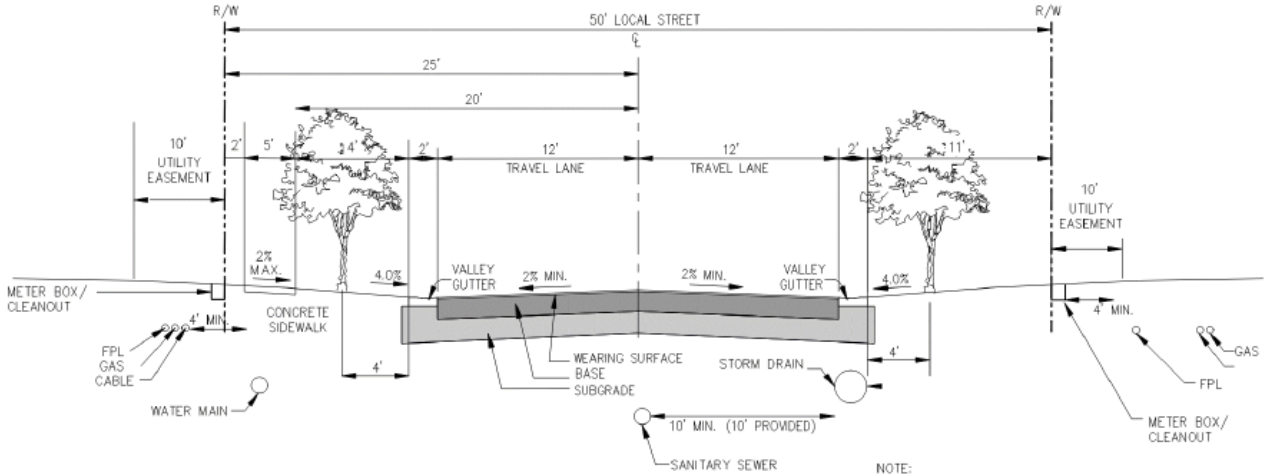 R/W
R/W
50' LOCAL STREET
℄
25'
20'
10'
UTILITY
EASEMENT
2'
5'
4'
2'
12'
TRAVEL LANE
12'
TRAVEL LANE
2'
11'
10'
UTILITY
EASEMENT
2%
MAX.
4.0%
VALLEY
GUTTER
2% MIN.
2% MIN.
VALLEY
GUTTER
4.0%
METER BOX/
CLEANOUT
4' MIN.
CONCRETE
SIDEWALK
4' MIN.
FPL
GAS
CABLE
4'
WEARING SURFACE
BASE
SUBGRADE
STORM DRAIN
4'
GAS
FPL
WATER MAIN
10' MIN. (10' PROVIDED)
METER BOX/
CLEANOUT
SANITARY SEWER
NOTE: